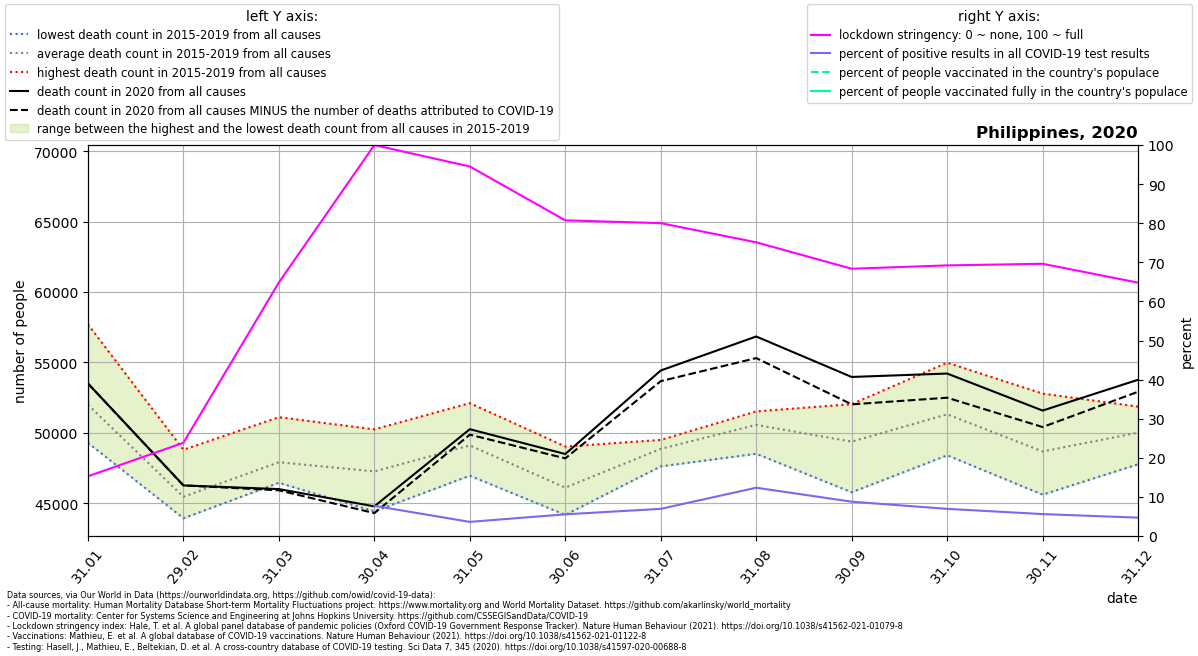 left Y axis:
lowest death count in 2015-2019 from all causes
average death count in 2015-2019 from all causes
highest death count in 2015-2019 from all causes
death count in 2020 from all causes
death count in 2020 from all causes MINUS the number of deaths attributed to COVID-19
range between the highest and the lowest death count from all causes in 2015-2019
right Y axis:
lockdown stringency: 0 ~ none, 100 ~ full
percent of positive results in all COVID-19 test results
percent of people vaccinated in the country's populace
percent of people vaccinated fully in the country's populace
Philippines, 2020
number of people
70000
65000
60000
55000
50000
45000
100
90
80
70
60
50
40
30
20
10
0
percent
31.01
29.02
31.03
30.04
31.05
30.06
31.07
31.08
30.09
31.10
30.11
31.12
date
Data sources, via Our World in Data (https://ourworldindata.org, https://github.com/owid/covid-19-data):
- All-cause mortality: Human Mortality Database Short-term Mortality Fluctuations project. https://www.mortality.org and World Mortality Dataset. https://github.com/akarlinsky/world_mortality
- COVID-19 mortality: Center for Systems Science and Engineering at Johns Hopkins University. https://github.com/CSSEGISandData/COVID-19
- Lockdown stringency index: Hale, T. et al. A global panel database of pandemic policies (Oxford COVID-19 Government Response Tracker). Nature Human Behaviour (2021). https://doi.org/10.1038/s41562-021-01079-8
- Vaccinations: Mathieu, E. et al. A global database of COVID-19 vaccinations. Nature Human Behaviour (2021). https://doi.org/10.1038/s41562-021-01122-8
- Testing: Hasell, J., Mathieu, E., Beltekian, D. et al. A cross-country database of COVID-19 testing. Sci Data 7, 345 (2020). https://doi.org/10.1038/s41597-020-00688-8